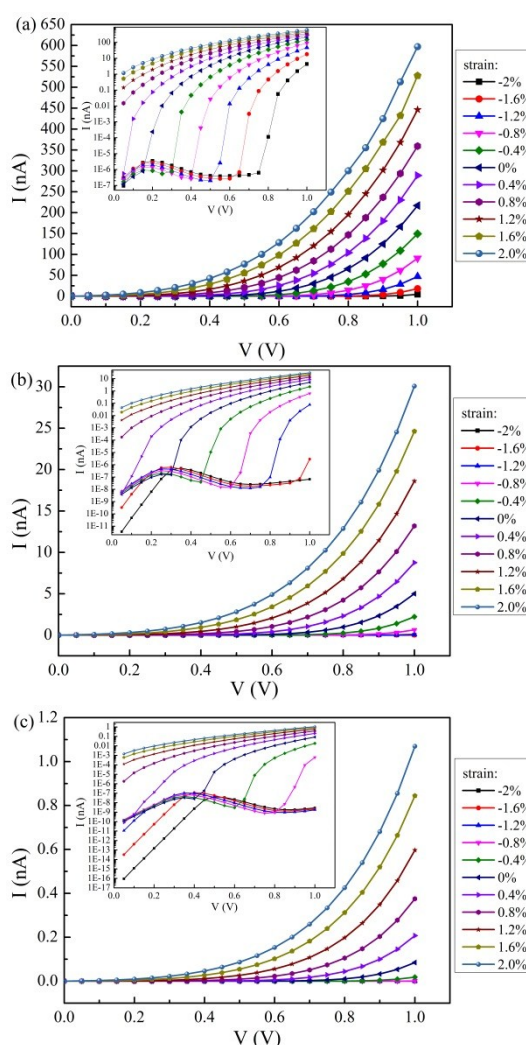 (a)
I (nA)
650
600
550
500
450
400
350
300
250
200
150
100
50
0
0.0 0.2 0.4 0.6 0.8 1.0
V (V)
I (nA)
1000
100
10
1
0.1
0.01
1E-3
1E-4
1E-5
1E-6
1E-7
0.0 0.2 0.4 0.6 0.8 1.0
V (V)
strain:
-2%
-1.6%
-1.2%
-0.8%
-0.4%
0%
0.4%
0.8%
1.2%
1.6%
2.0%
(b)
I (nA)
30
25
20
15
10
5
0
0.0 0.2 0.4 0.6 0.8 1.0
V (V)
I (nA)
10
1
0.1
0.01
1E-3
1E-4
1E-5
1E-6
1E-7
1E-8
1E-9
1E-10
1E-11
0.0 0.2 0.4 0.6 0.8 1.0
V (V)
strain:
-2%
-1.6%
-1.2%
-0.8%
-0.4%
0%
0.4%
0.8%
1.2%
1.6%
2.0%
(c)
I (nA)
1.2
1.0
0.8
0.6
0.4
0.2
0.0
0.0 0.2 0.4 0.6 0.8 1.0
V (V)
I (nA)
1
0.1
0.01
1E-3
1E-4
1E-5
1E-6
1E-7
1E-8
1E-9
1E-10
1E-11
1E-12
1E-13
1E-14
1E-15
1E-16
1E-17
0.0 0.2 0.4 0.6 0.8 1.0
V (V)
strain:
-2%
-1.6%
-1.2%
-0.8%
-0.4%
0%
0.4%
0.8%
1.2%
1.6%
2.0%